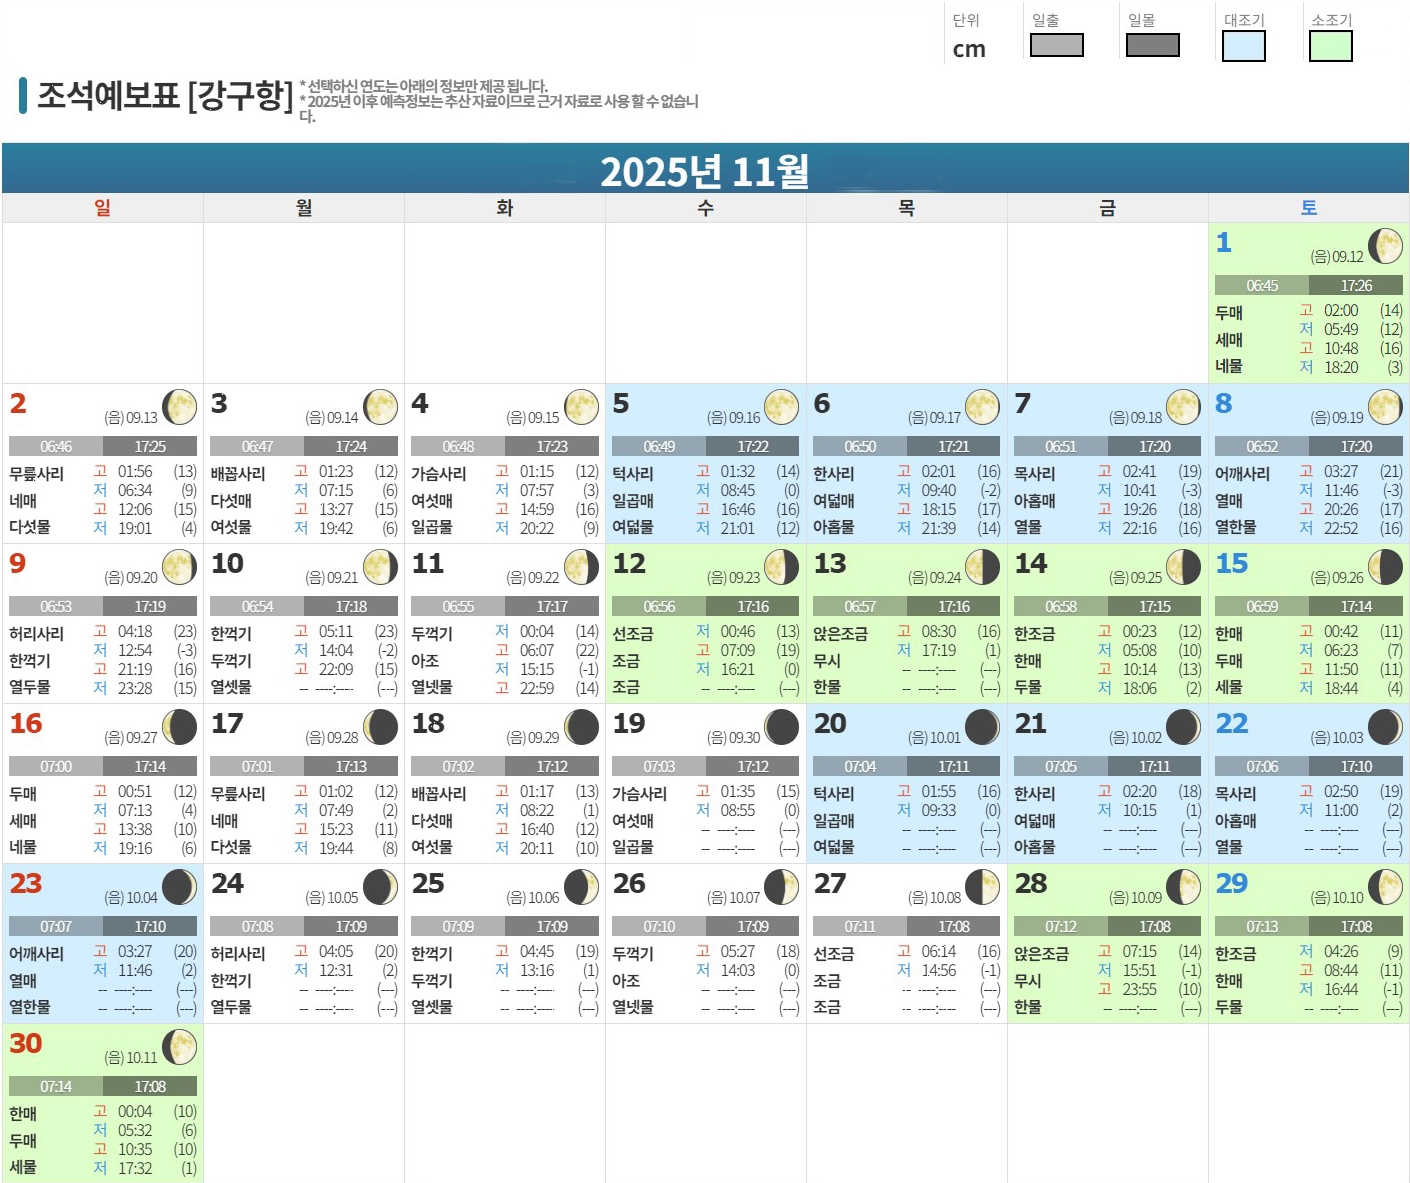 단위 일출 일몰 대조기 소조기
cm
조석예보표 [강구항]
* 선택하신 연도는 아래의 정보만 제공 됩니다.
* 2025년 이후 예측정보는 추산 자료이므로 근거 자료로 사용 할 수 없습니
다.
2025년 11월
일 월 화 수 목 금 토
1 (음) 09.12
06:45 17:26
두매 세매 네물
고 02:00 (14)
저 05:49 (12)
고 10:48 (16)
저 18:20 (3)
2 (음) 09.13
06:46 17:25
무릎사리 네매 다섯물
고 01:56 (13)
저 06:34 (9)
고 12:06 (15)
저 19:01 (4)
3 (음) 09.14
06:47 17:24
배꼽사리 다섯매 여섯물
고 01:23 (12)
저 07:15 (6)
고 13:27 (15)
저 19:42 (6)
4 (음) 09.15
06:48 17:23
가슴사리 여섯매 일곱물
고 01:15 (12)
저 07:57 (3)
고 14:59 (16)
저 20:22 (9)
5 (음) 09.16
06:49 17:22
턱사리 일곱매 여덟물
고 01:32 (14)
저 08:45 (0)
고 16:46 (16)
저 21:01 (12)
6 (음) 09.17
06:50 17:21
한사리 여덟매 아홉물
고 02:01 (16)
저 09:40 (-2)
고 18:15 (17)
저 21:39 (14)
7 (음) 09.18
06:51 17:20
목사리 아홉매 열물
고 02:41 (19)
저 10:41 (-3)
고 19:26 (18)
저 22:16 (16)
8 (음) 09.19
06:52 17:20
어깨사리 열매 열한물
고 03:27 (21)
저 11:46 (-3)
고 20:26 (17)
저 22:52 (16)
9 (음) 09.20
06:53 17:19
허리사리 한꺽기 열두물
고 04:18 (23)
저 12:54 (-3)
고 21:19 (16)
저 23:28 (15)
10 (음) 09.21
06:54 17:18
한꺽기 두꺽기 열셋물
고 05:11 (23)
저 14:04 (-2)
고 22:09 (15)
-- ----:---- (---)
11 (음) 09.22
06:55 17:17
두꺽기 아조 열넷물
저 00:04 (14)
고 06:07 (22)
저 15:15 (-1)
고 22:59 (14)
12 (음) 09.23
06:56 17:16
선조금 조금 조금
저 00:46 (13)
고 07:09 (19)
저 16:21 (0)
-- ----:---- (---)
13 (음) 09.24
06:57 17:16
앉은조금 무시 한물
고 08:30 (16)
저 17:19 (1)
-- ----:---- (---)
-- ----:---- (---)
14 (음) 09.25
06:58 17:15
한조금 한매 두물
고 00:23 (12)
저 05:08 (10)
고 10:14 (13)
저 18:06 (2)
15 (음) 09.26
06:59 17:14
한매 두매 세물
고 00:42 (11)
저 06:23 (7)
고 11:50 (11)
저 18:44 (4)
16 (음) 09.27
07:00 17:14
두매 세매 네물
고 00:51 (12)
저 07:13 (4)
고 13:38 (10)
저 19:16 (6)
17 (음) 09.28
07:01 17:13
무릎사리 네매 다섯물
고 01:02 (12)
저 07:49 (2)
고 15:23 (11)
저 19:44 (8)
18 (음) 09.29
07:02 17:12
배꼽사리 다섯매 여섯물
고 01:17 (13)
저 08:22 (1)
고 16:40 (12)
저 20:11 (10)
19 (음) 09.30
07:03 17:12
가슴사리 여섯매 일곱물
고 01:35 (15)
저 08:55 (0)
-- ----:---- (---)
-- ----:---- (---)
20 (음) 10.01
07:04 17:11
턱사리 일곱매 여덟물
고 01:55 (16)
저 09:33 (0)
-- ----:---- (---)
-- ----:---- (---)
21 (음) 10.02
07:05 17:11
한사리 여덟매 아홉물
고 02:20 (18)
저 10:15 (1)
-- ----:---- (---)
-- ----:---- (---)
22 (음) 10.03
07:06 17:10
목사리 아홉매 열물
고 02:50 (19)
저 11:00 (2)
-- ----:---- (---)
-- ----:---- (---)
23 (음) 10.04
07:07 17:10
어깨사리 열매 열한물
고 03:27 (20)
저 11:46 (2)
-- ----:---- (---)
-- ----:---- (---)
24 (음) 10.05
07:08 17:09
허리사리 한꺽기 열두물
고 04:05 (20)
저 12:31 (2)
-- ----:---- (---)
-- ----:---- (---)
25 (음) 10.06
07:09 17:09
한꺽기 두꺽기 열셋물
고 04:45 (19)
저 13:16 (1)
-- ----:---- (---)
-- ----:---- (---)
26 (음) 10.07
07:10 17:09
두꺽기 아조 열넷물
고 05:27 (18)
저 14:03 (0)
-- ----:---- (---)
-- ----:---- (---)
27 (음) 10.08
07:11 17:08
선조금 조금 조금
고 06:14 (16)
저 14:56 (-1)
-- ----:---- (---)
-- ----:---- (---)
28 (음) 10.09
07:12 17:08
앉은조금 무시 한물
고 07:15 (14)
저 15:51 (-1)
고 23:55 (10)
-- ----:---- (---)
29 (음) 10.10
07:13 17:08
한조금 한매 두물
저 04:26 (9)
고 08:44 (11)
저 16:44 (-1)
-- ----:---- (---)
30 (음) 10.11
07:14 17:08
한매 두매 세물
고 00:04 (10)
저 05:32 (6)
고 10:35 (10)
저 17:32 (1)